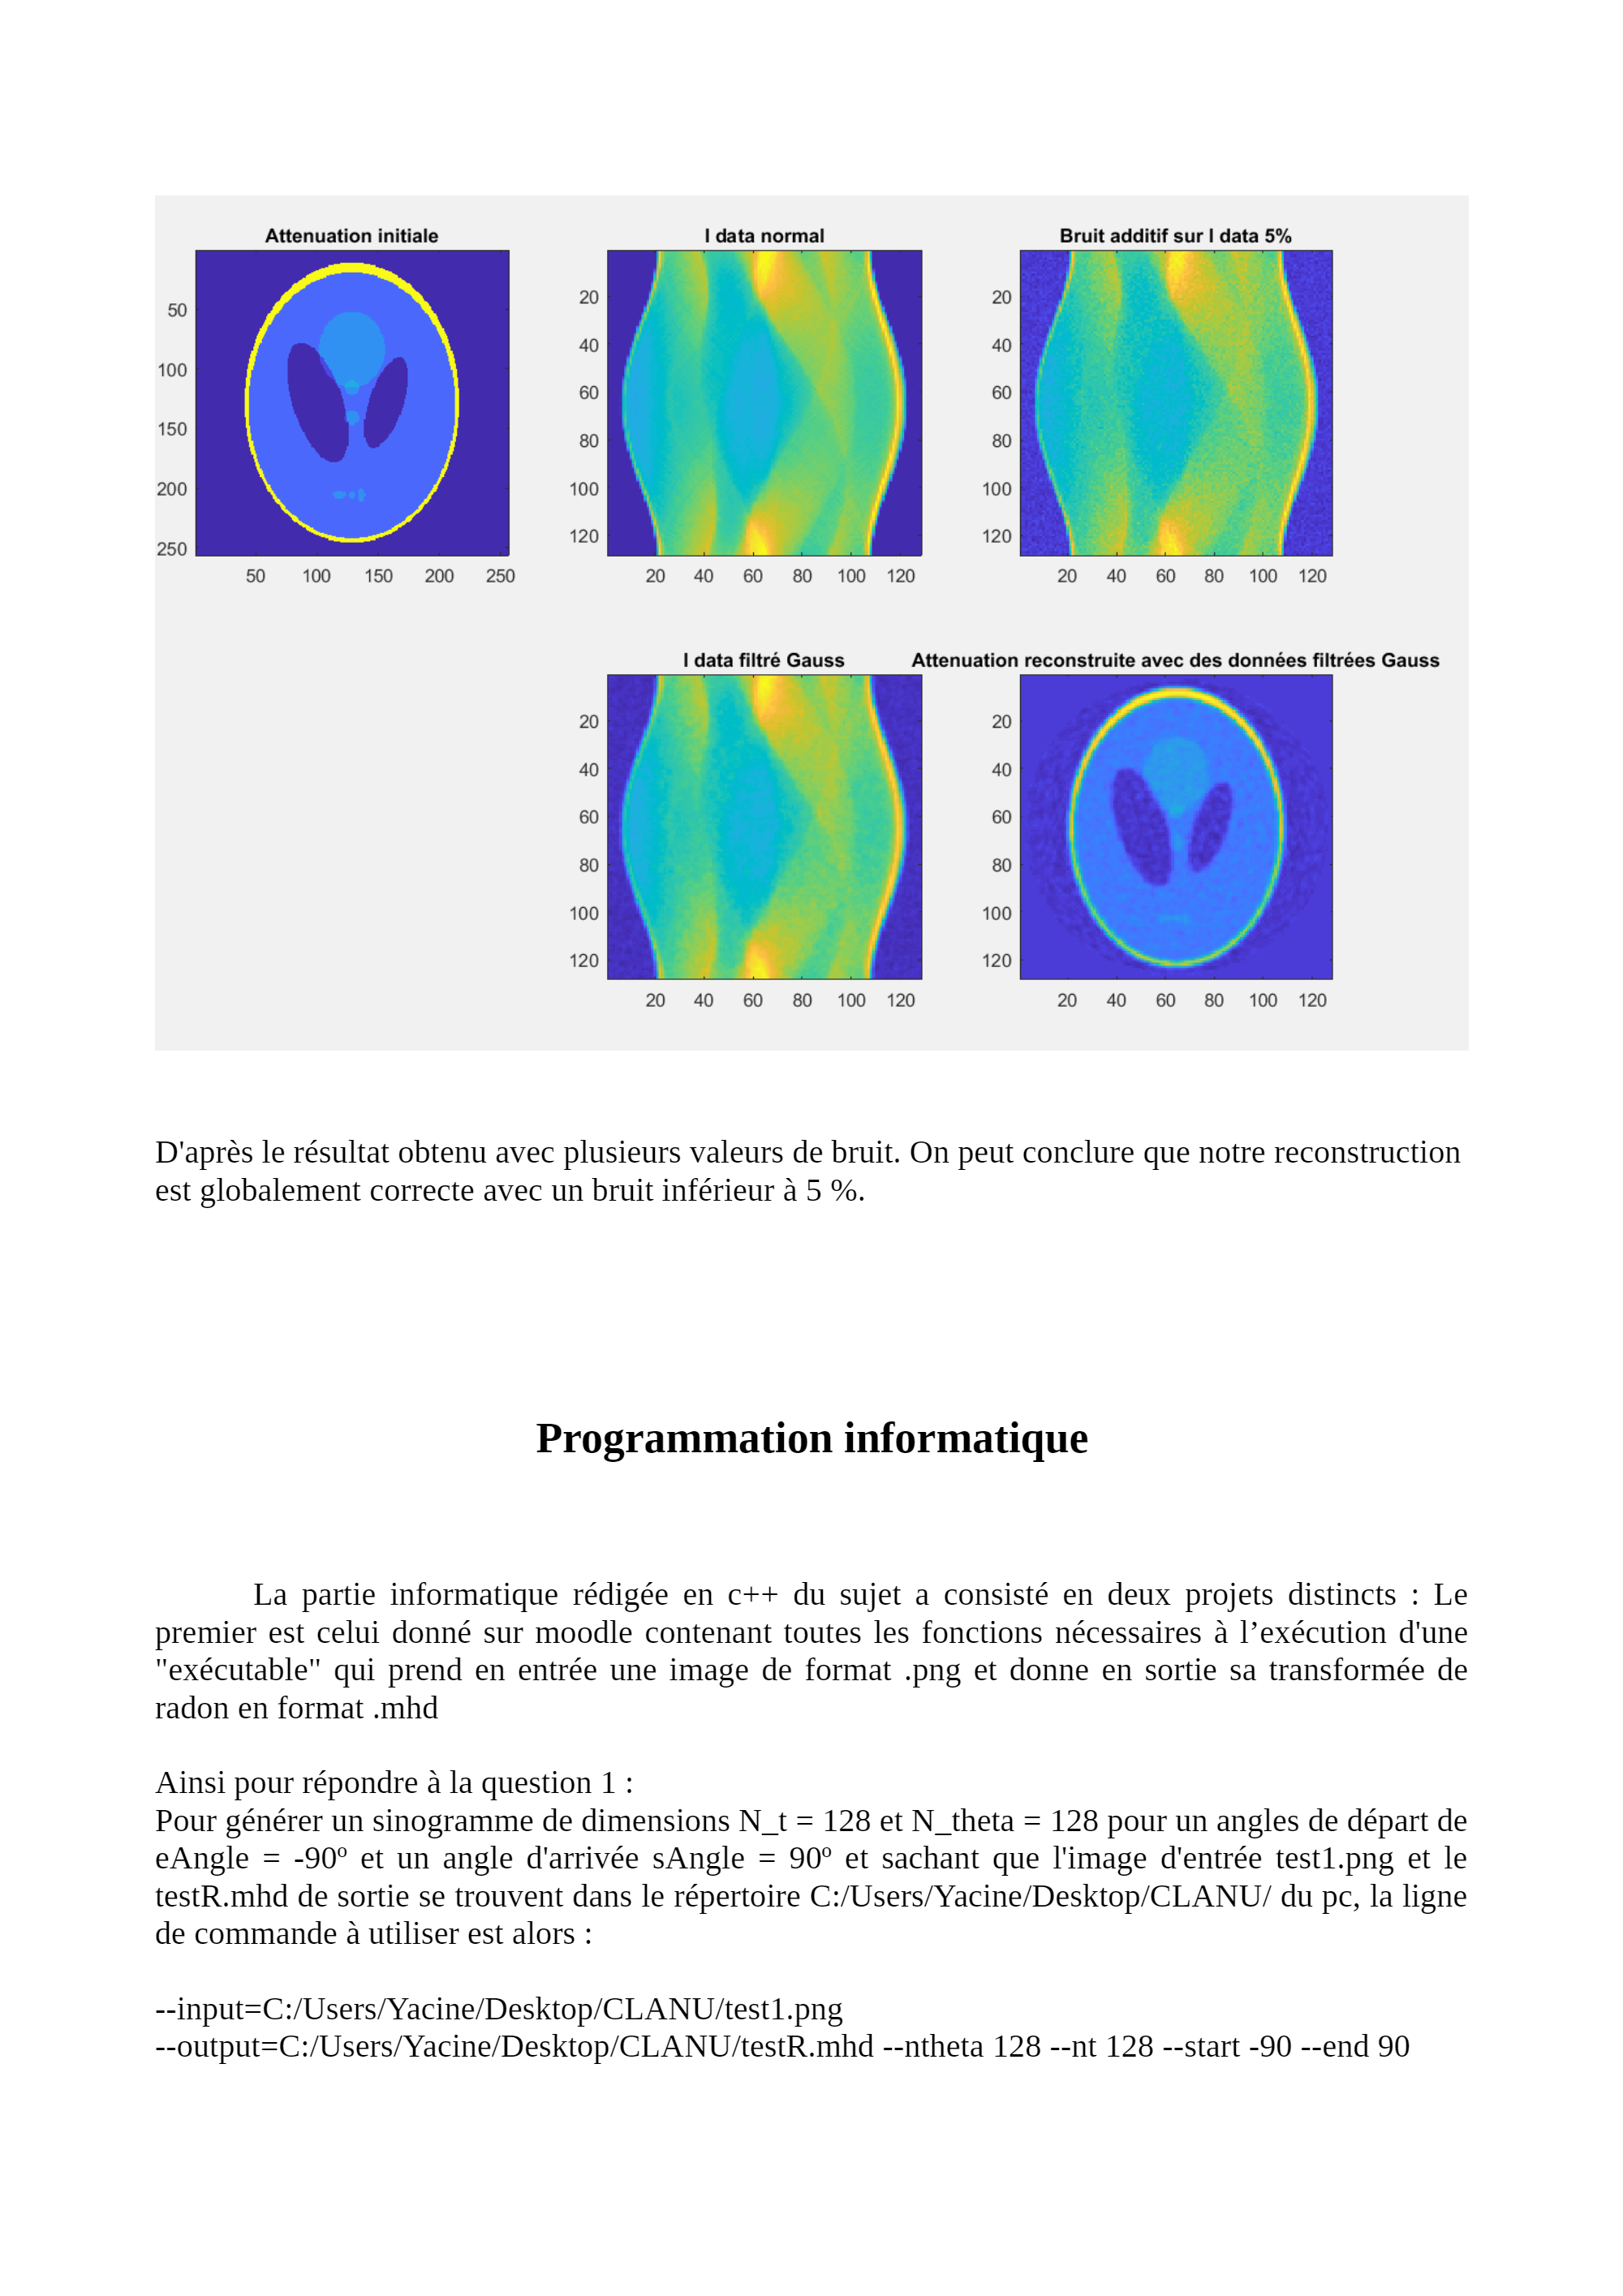 Attenuation initiale
50
100
150
200
250
50 100 150 200 250
I data normal
20
40
60
80
100
120
20 40 60 80 100 120
Bruit additif sur I data 5%
20
40
60
80
100
120
20 40 60 80 100 120
I data filtré Gauss
20
40
60
80
100
120
20 40 60 80 100 120
Attenuation reconstruite avec des données filtrées Gauss
20
40
60
80
100
120
20 40 60 80 100 120
D'après le résultat obtenu avec plusieurs valeurs de bruit. On peut conclure que notre reconstruction
est globalement correcte avec un bruit inférieur à 5 %.
Programmation informatique
La partie informatique rédigée en c++ du sujet a consisté en deux projets distincts : Le
premier est celui donné sur moodle contenant toutes les fonctions nécessaires à l’exécution d'une
"exécutable" qui prend en entrée une image de format .png et donne en sortie sa transformée de
radon en format .mhd
Ainsi pour répondre à la question 1 :
Pour générer un sinogramme de dimensions N_t = 128 et N_theta = 128 pour un angles de départ de
eAngle = -90º et un angle d'arrivée sAngle = 90º et sachant que l'image d'entrée test1.png et le
testR.mhd de sortie se trouvent dans le répertoire C:/Users/Yacine/Desktop/CLANU/ du pc, la ligne
de commande à utiliser est alors :
--input=C:/Users/Yacine/Desktop/CLANU/test1.png
--output=C:/Users/Yacine/Desktop/CLANU/testR.mhd --ntheta 128 --nt 128 --start -90 --end 90